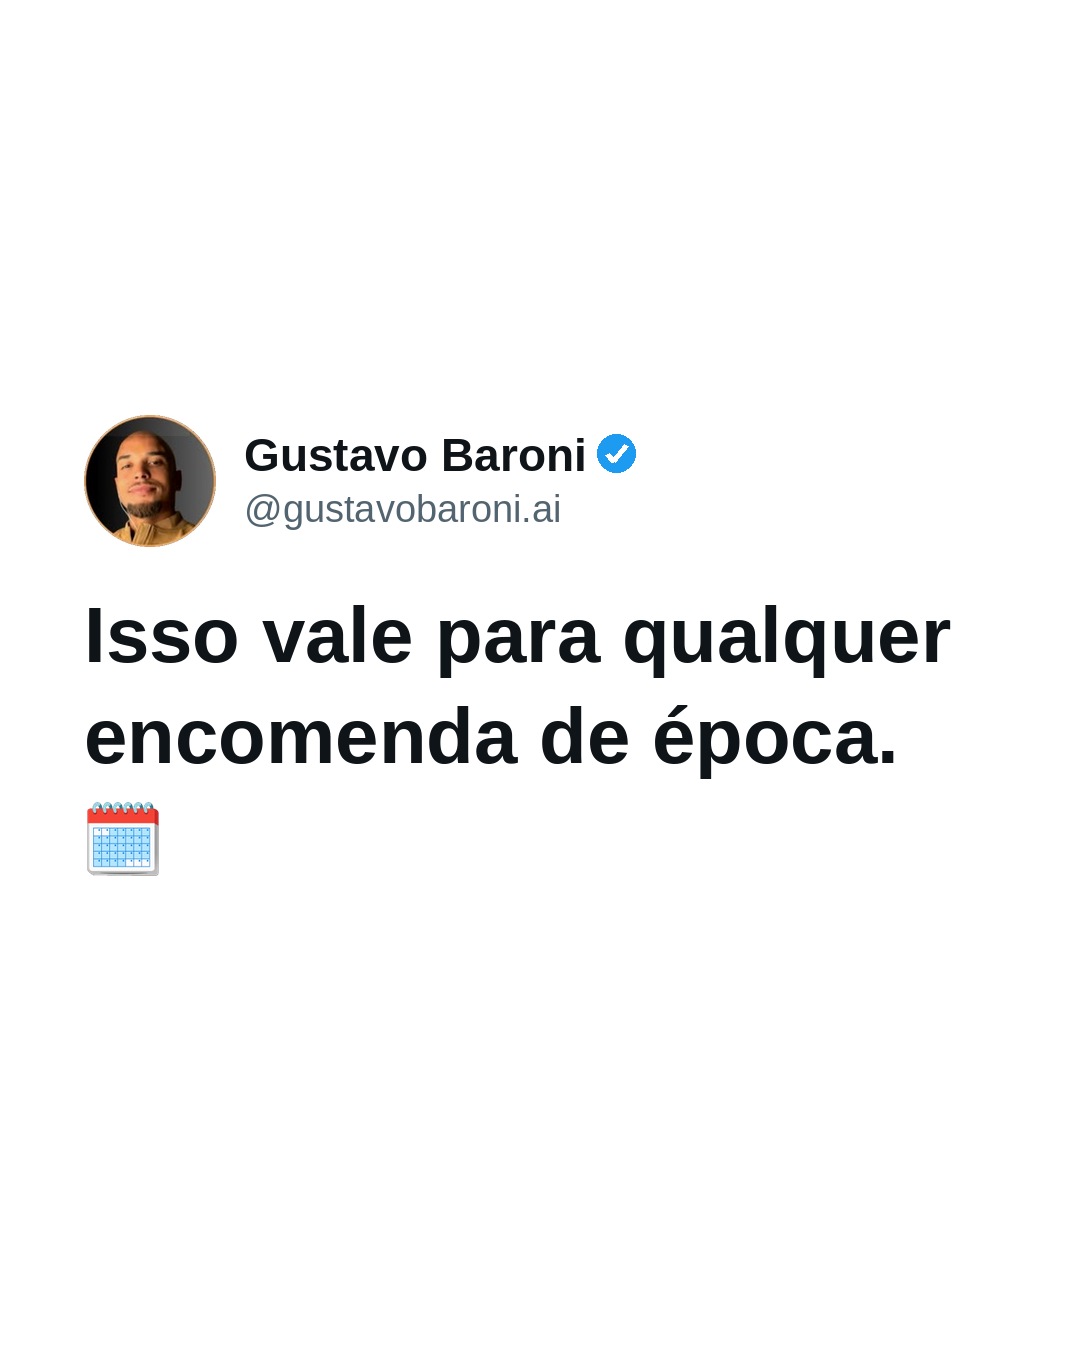 Gustavo Baroni
@gustavobaroni.ai
Isso vale para qualquer
encomenda de época.
🗓️